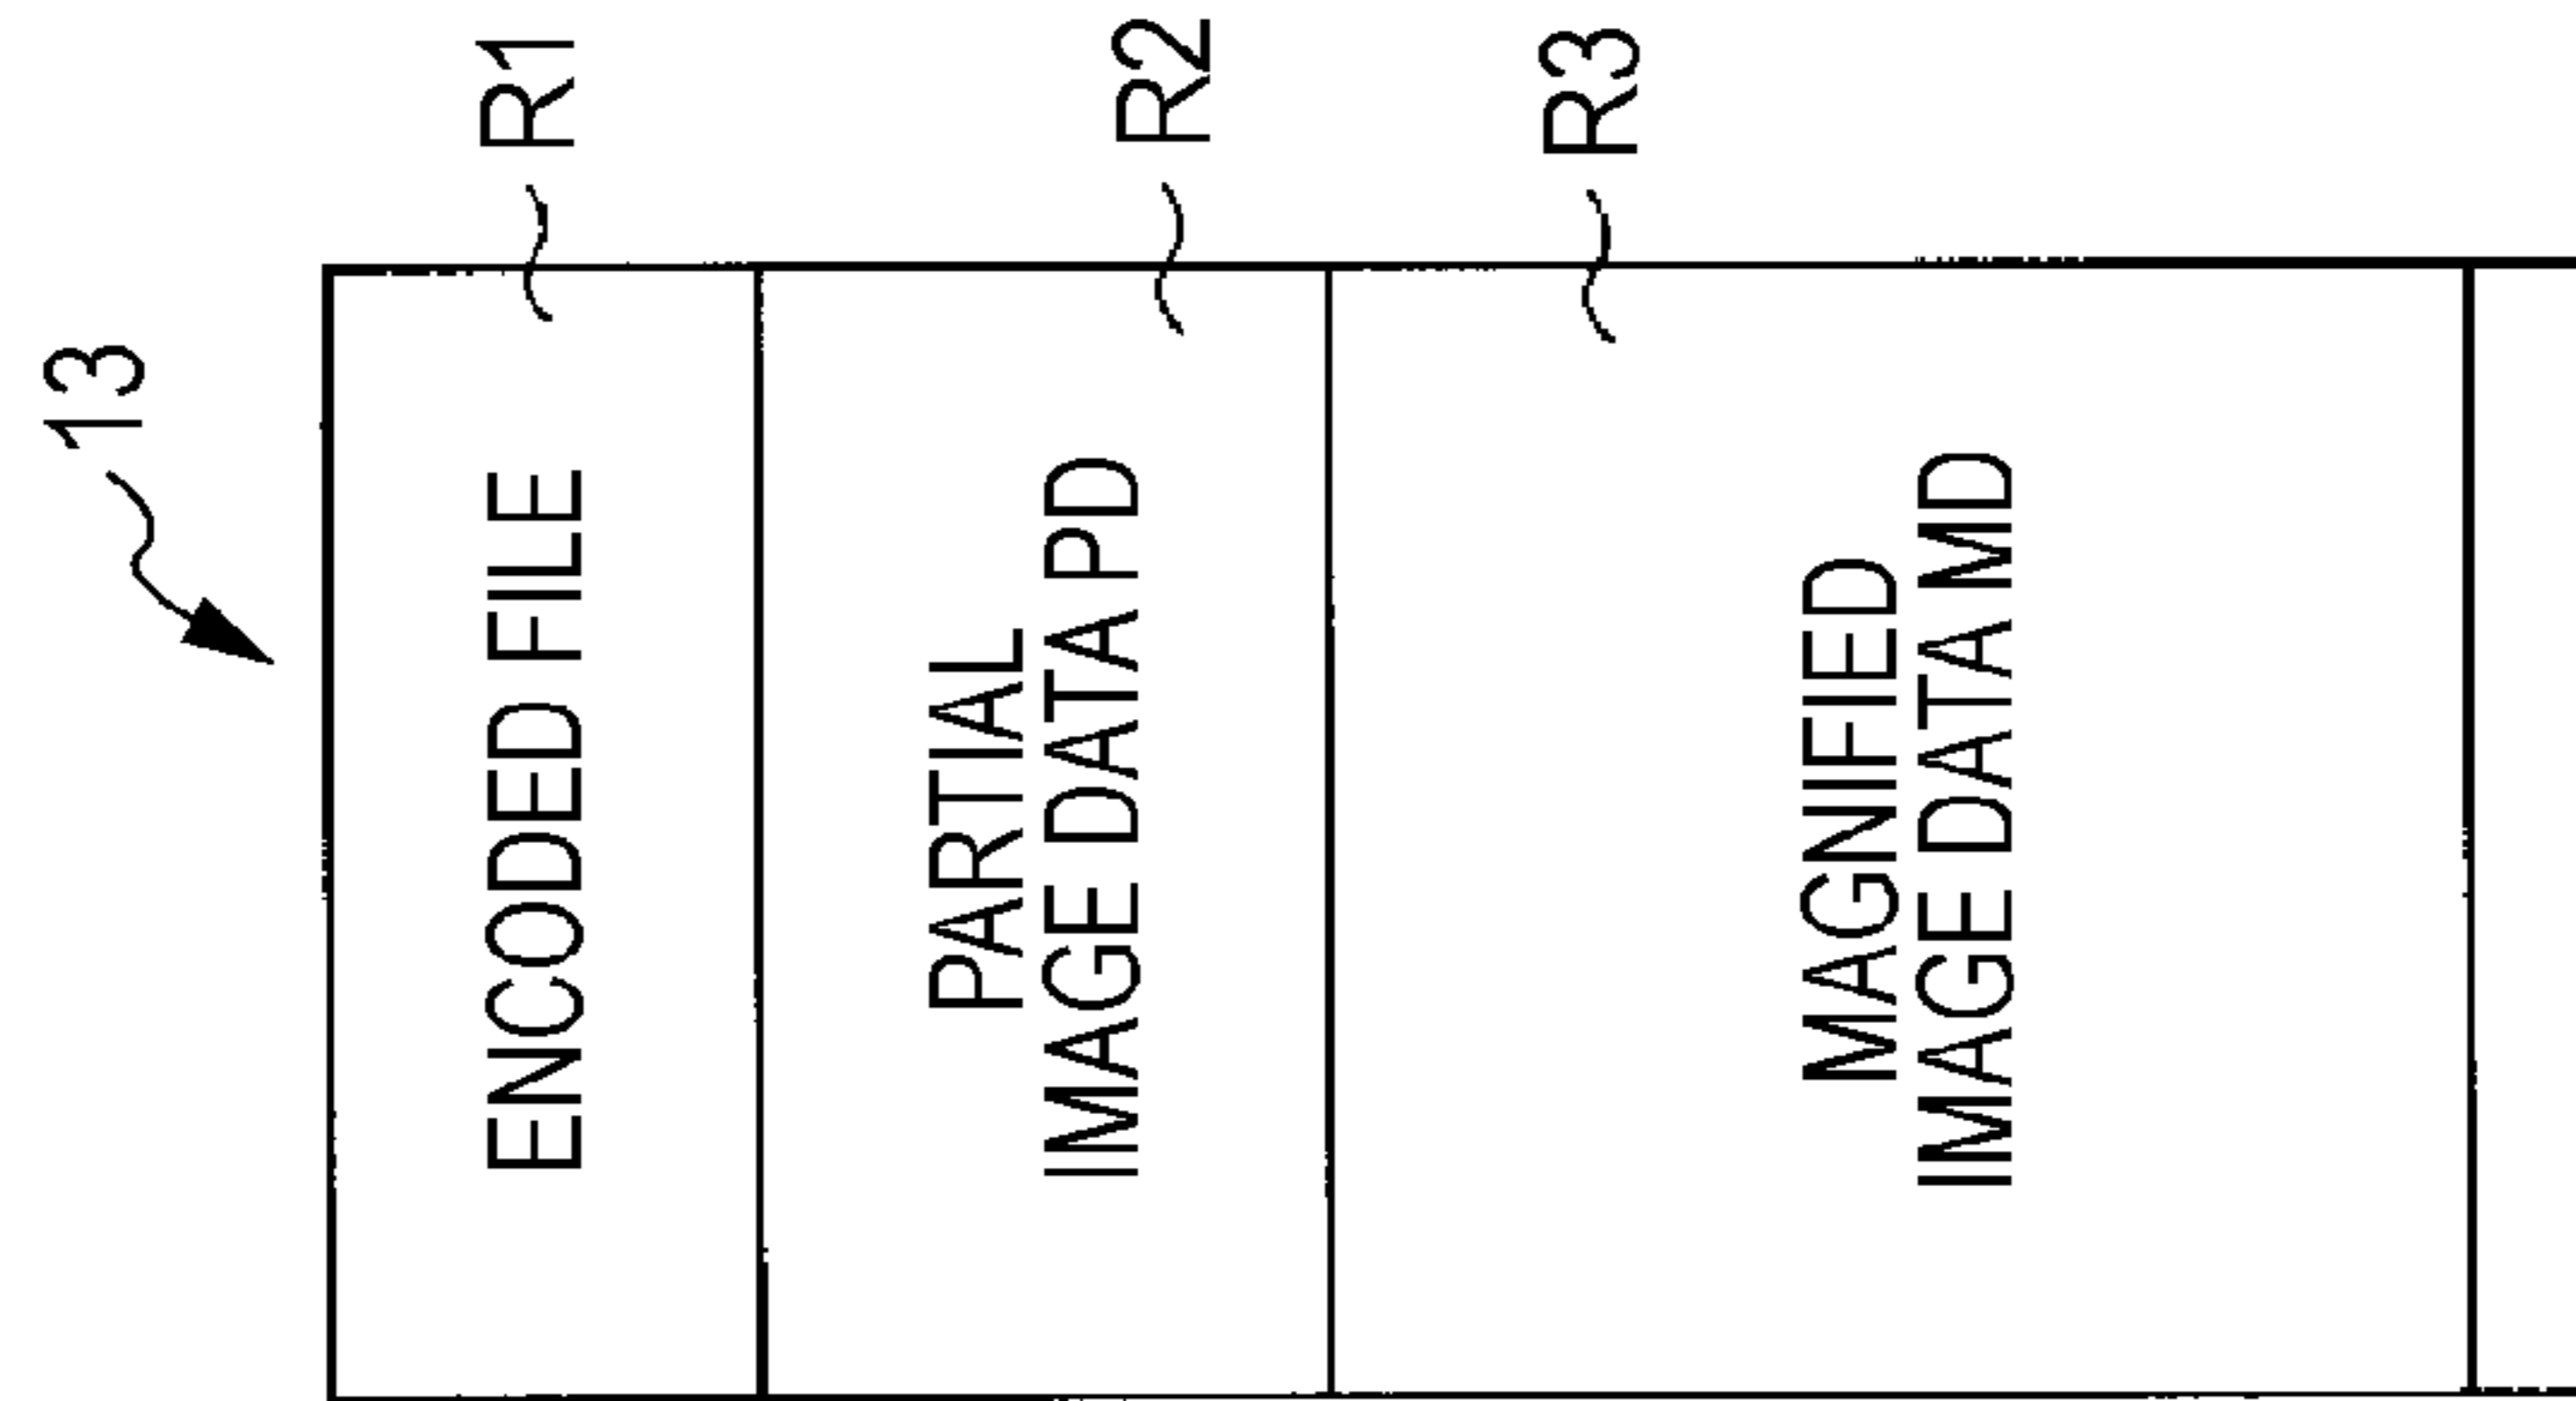 13
ENCODED FILE
R1
PARTIAL
IMAGE DATA PD
R2
MAGNIFIED
IMAGE DATA MD
R3